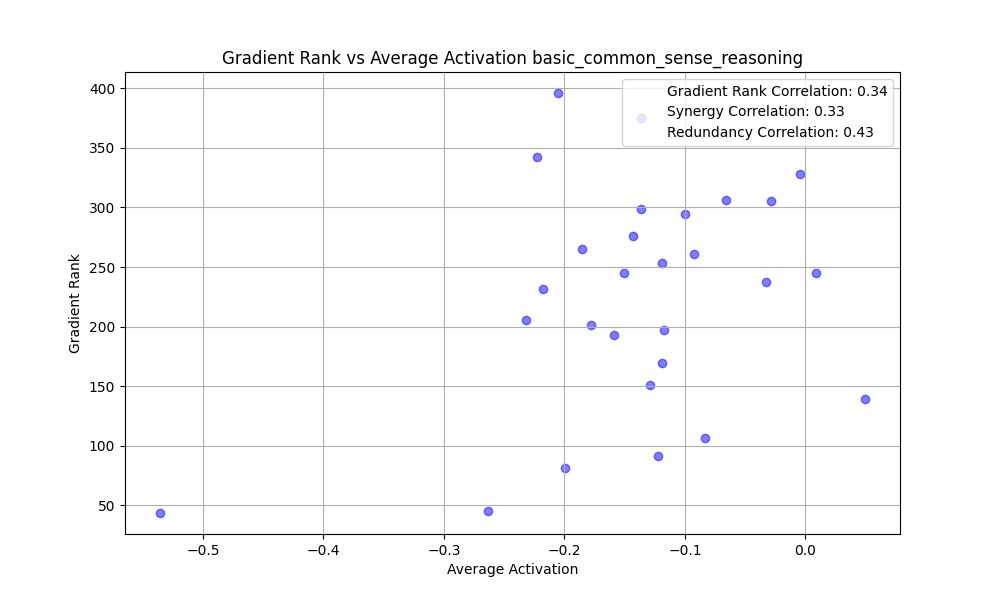 Gradient Rank vs Average Activation basic_common_sense_reasoning
Gradient Rank Correlation: 0.34
Synergy Correlation: 0.33
Redundancy Correlation: 0.43
Gradient Rank
400
350
300
250
200
150
100
50
−0.5 −0.4 −0.3 −0.2 −0.1 0.0
Average Activation